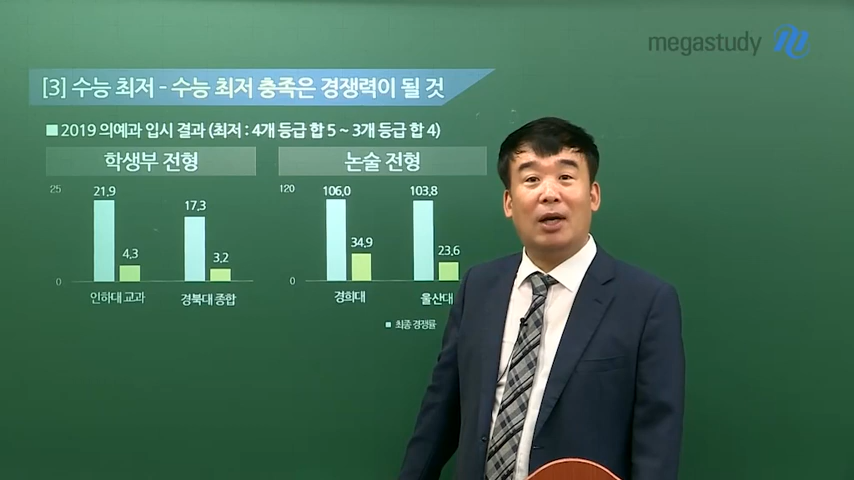 megastudy
[3] 수능 최저 - 수능 최저 충족은 경쟁력이 될 것
■ 2019 의예과 입시 결과 (최저 : 4개 등급 합 5 ~ 3개 등급 합 4)
학생부 전형
논술 전형
25
21.9
4.3
17.3
3.2
0
인하대 교과
경북대 종합
120
106.0
34.9
103.8
23.6
0
경희대
울산대
■ 최종 경쟁률